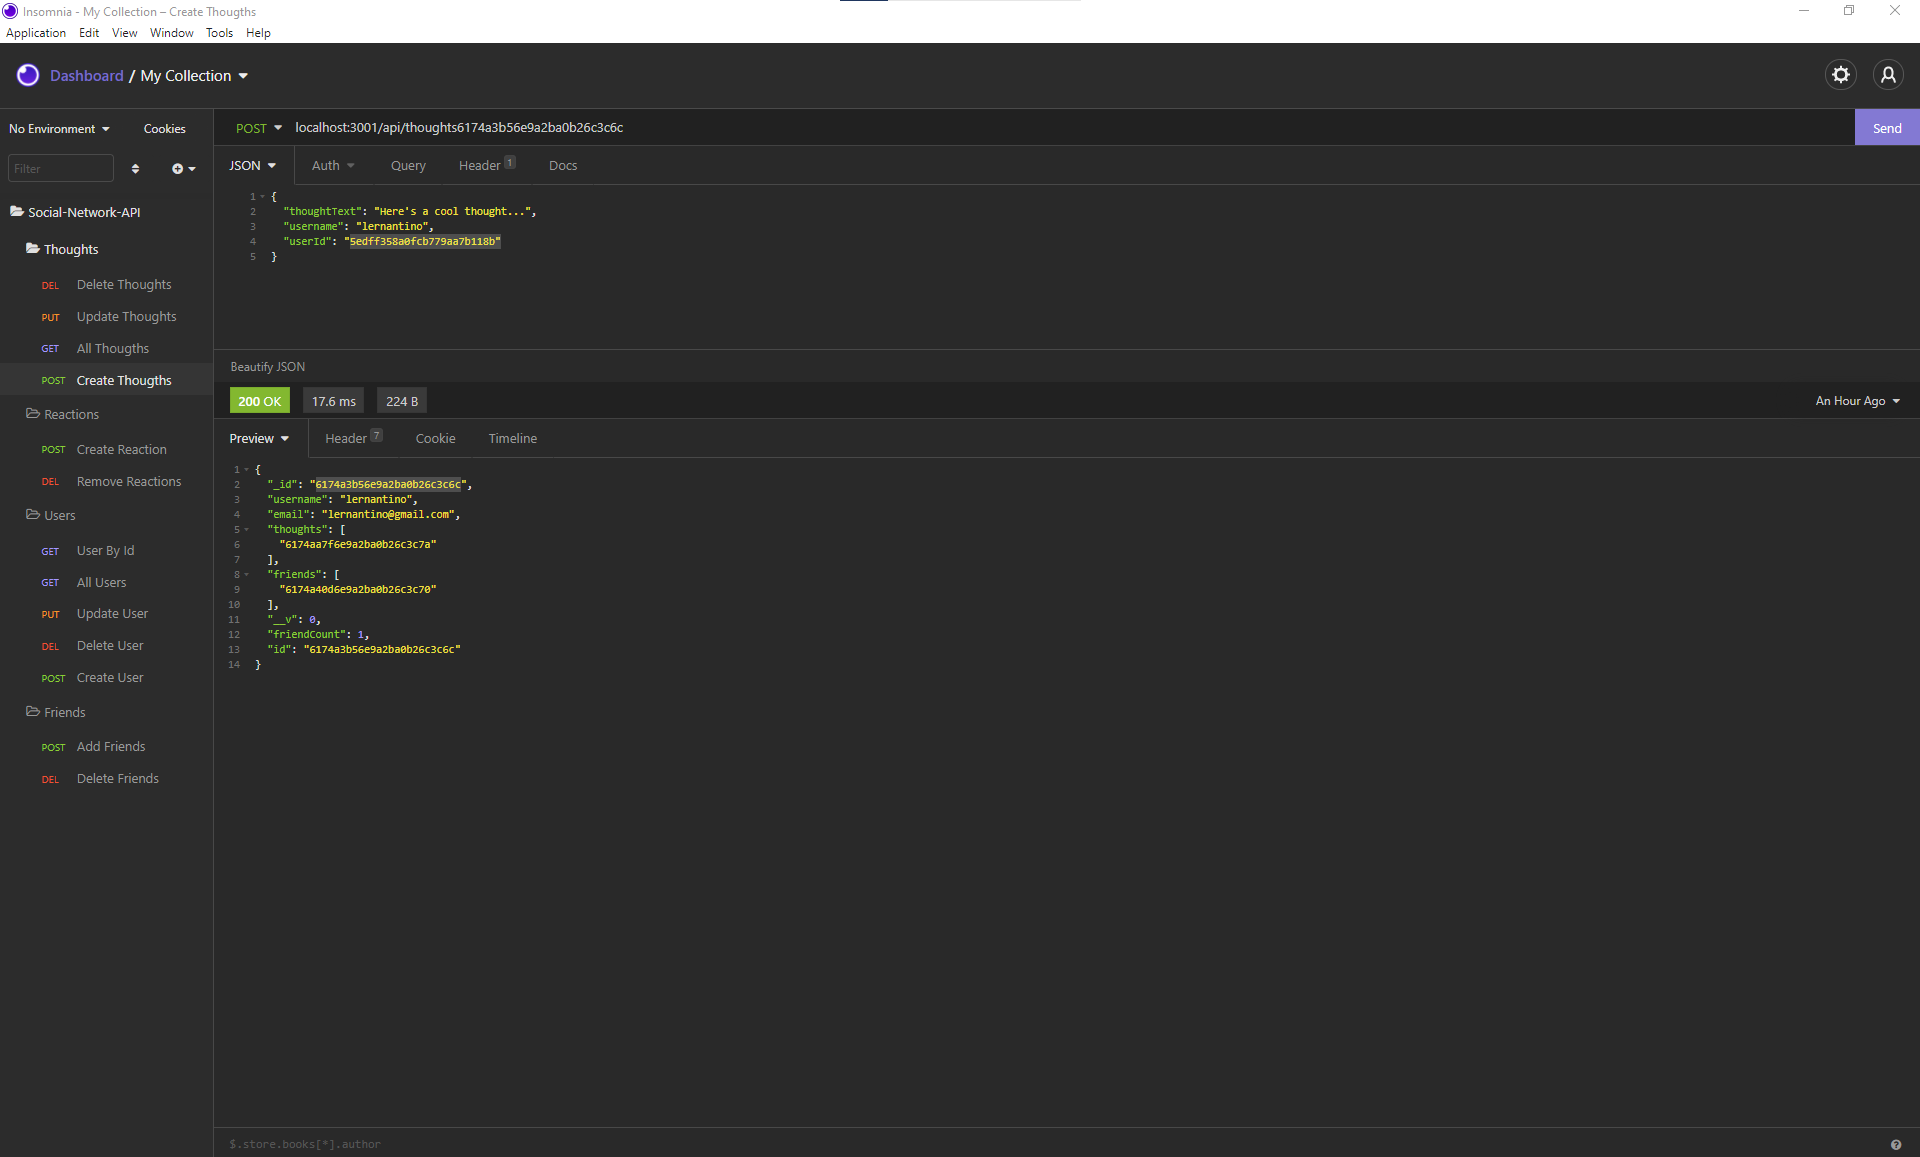 Insomnia - My Collection – Create Thougths
Application Edit View Window Tools Help
Dashboard / My Collection
No Environment Cookies
Filter
Social-Network-API
Thoughts
DEL Delete Thoughts
PUT Update Thoughts
GET All Thougths
POST Create Thougths
Reactions
POST Create Reaction
DEL Remove Reactions
Users
GET User By Id
GET All Users
PUT Update User
DEL Delete User
POST Create User
Friends
POST Add Friends
DEL Delete Friends
POST localhost:3001/api/thoughts6174a3b56e9a2ba0b26c3c6c Send
JSON Auth Query Header 1 Docs
1 {
2 "thoughtText": "Here's a cool thought...",
3 "username": "lernantino",
4 "userId": "5edff358a0fcb779aa7b118b"
5 }
Beautify JSON
200 OK 17.6 ms 224 B An Hour Ago
Preview Header 7 Cookie Timeline
1 {
2 "_id": "6174a3b56e9a2ba0b26c3c6c",
3 "username": "lernantino",
4 "email": "lernantino@gmail.com",
5 "thoughts": [
6 "6174aa7f6e9a2ba0b26c3c7a"
7 ],
8 "friends": [
9 "6174a40d6e9a2ba0b26c3c70"
10 ],
11 "__v": 0,
12 "friendCount": 1,
13 "id": "6174a3b56e9a2ba0b26c3c6c"
14 }
$.store.books[*].author